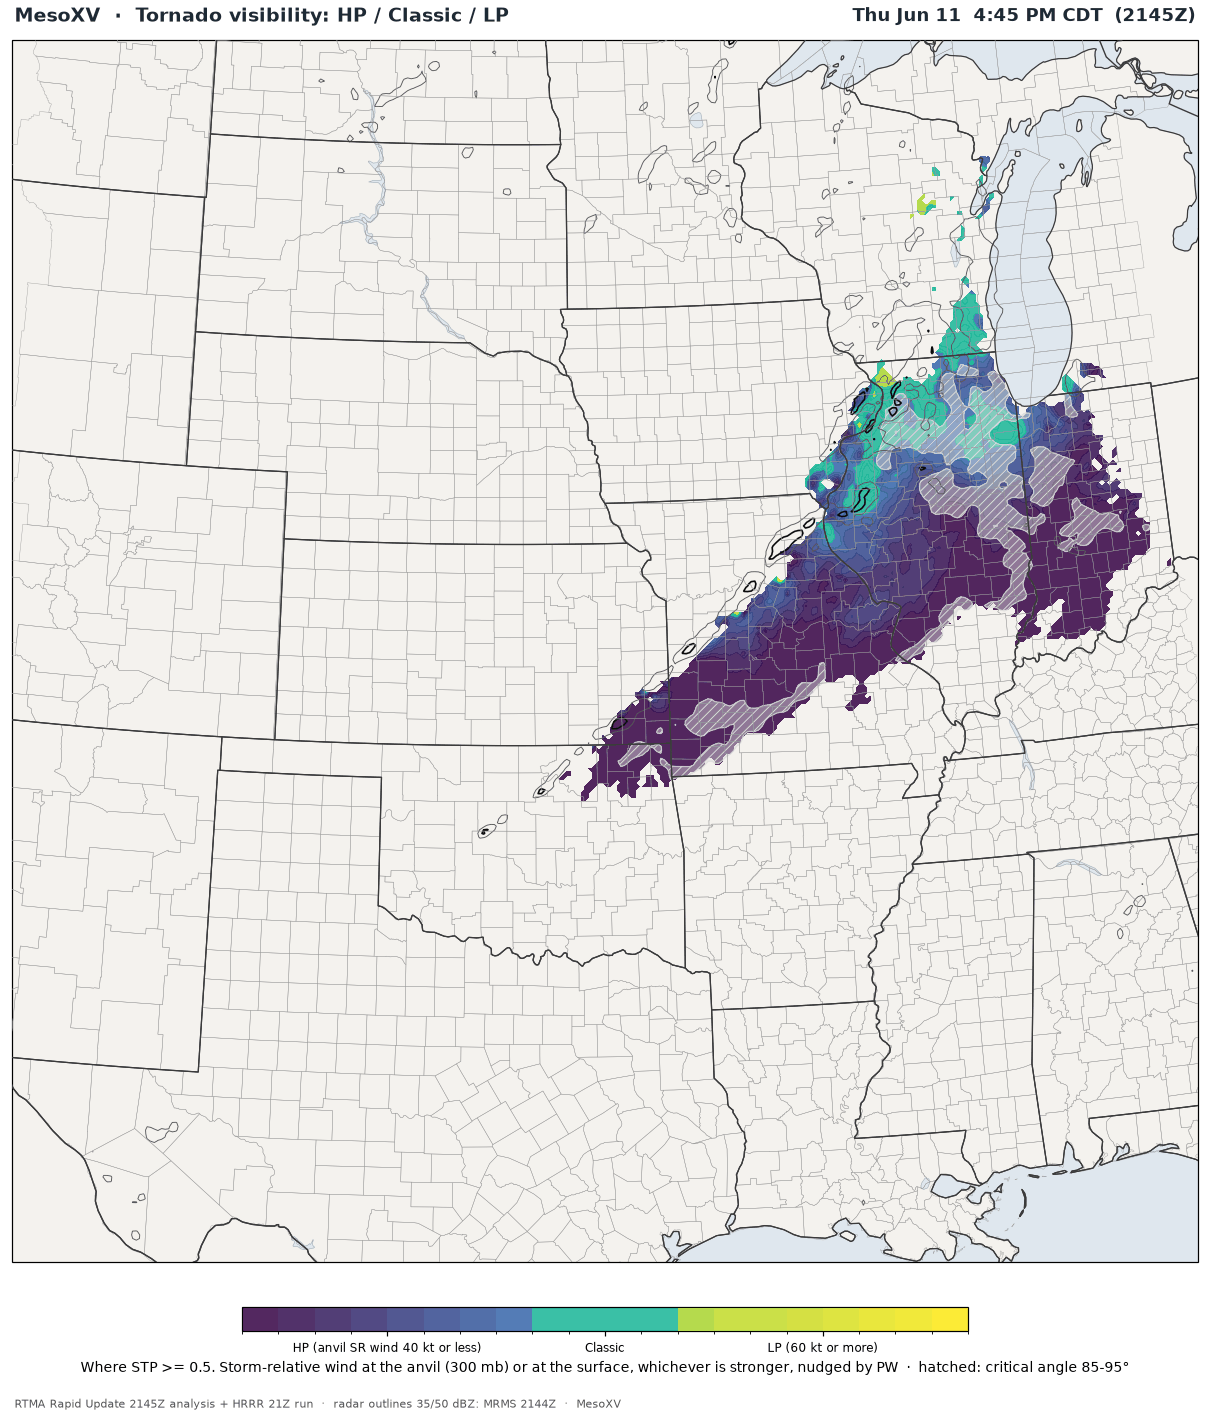 MesoXV · Tornado visibility: HP / Classic / LP
Thu Jun 11 4:45 PM CDT (2145Z)
HP (anvil SR wind 40 kt or less)
Classic
LP (60 kt or more)
Where STP >= 0.5. Storm-relative wind at the anvil (300 mb) or at the surface, whichever is stronger, nudged by PW · hatched: critical angle 85-95°
RTMA Rapid Update 2145Z analysis + HRRR 21Z run · radar outlines 35/50 dBZ: MRMS 2144Z · MesoXV